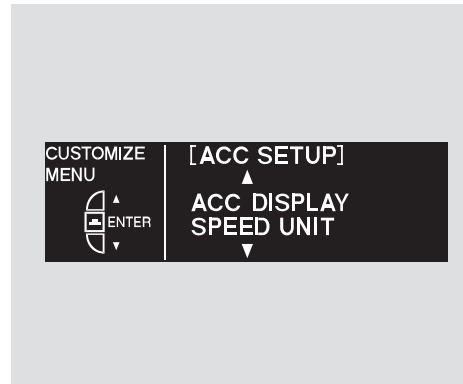 CUSTOMIZE
MENU
ENTER
[ACC SETUP]
ACC DISPLAY
SPEED UNIT